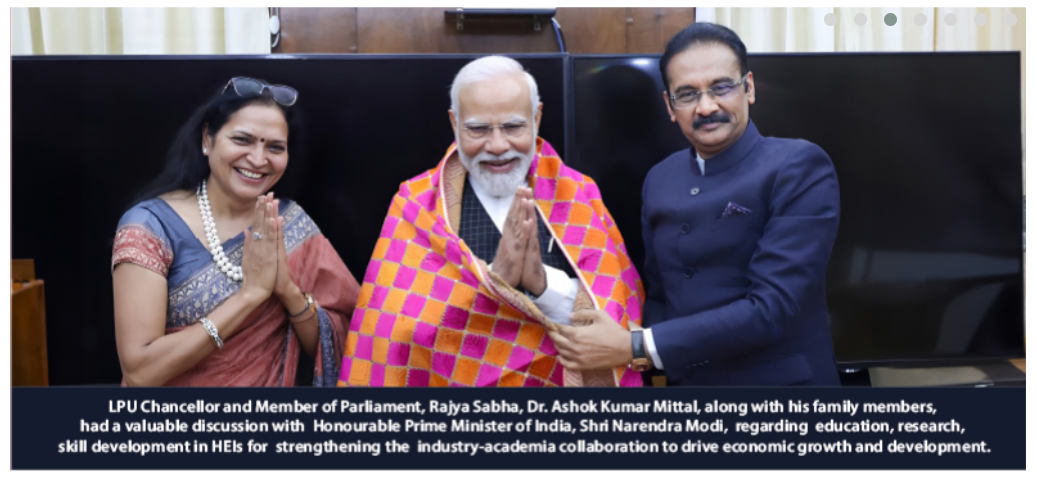 LPU Chancellor and Member of Parliament, Rajya Sabha, Dr. Ashok Kumar Mittal, along with his family members,
had a valuable discussion with Honourable Prime Minister of India, Shri Narendra Modi, regarding education, research,
skill development in HEIs for strengthening the industry-academia collaboration to drive economic growth and development.